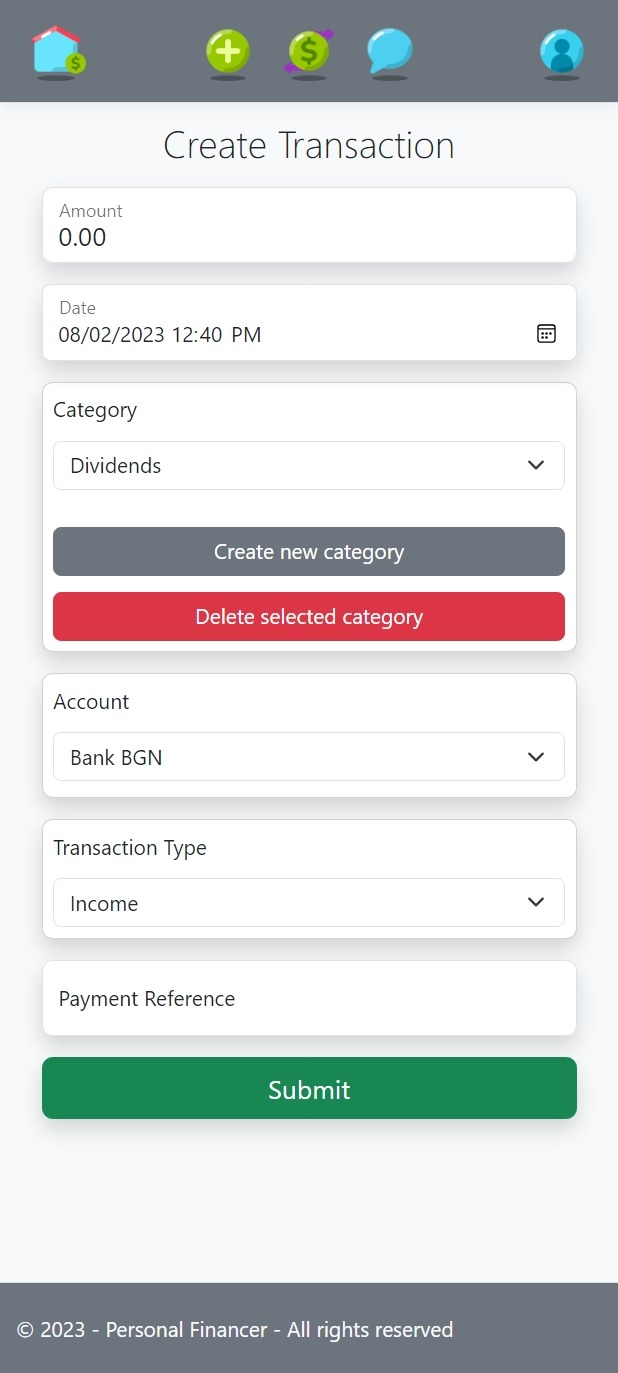 Create Transaction
Amount
0.00
Date
08/02/2023 12:40 PM
Category
Dividends
Create new category
Delete selected category
Account
Bank BGN
Transaction Type
Income
Payment Reference
Submit
© 2023 - Personal Financer - All rights reserved